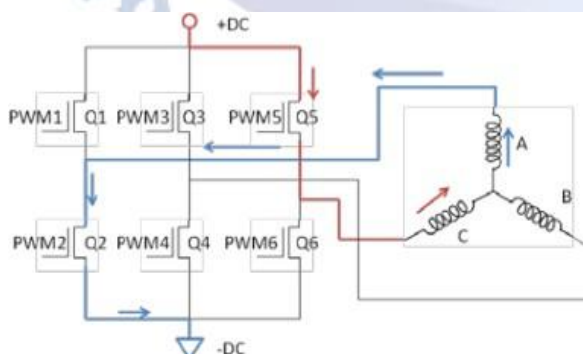 +DC
PWM1 Q1 PWM3 Q3 PWM5 Q5
A
B
C
PWM2 Q2 PWM4 Q4 PWM6 Q6
-DC